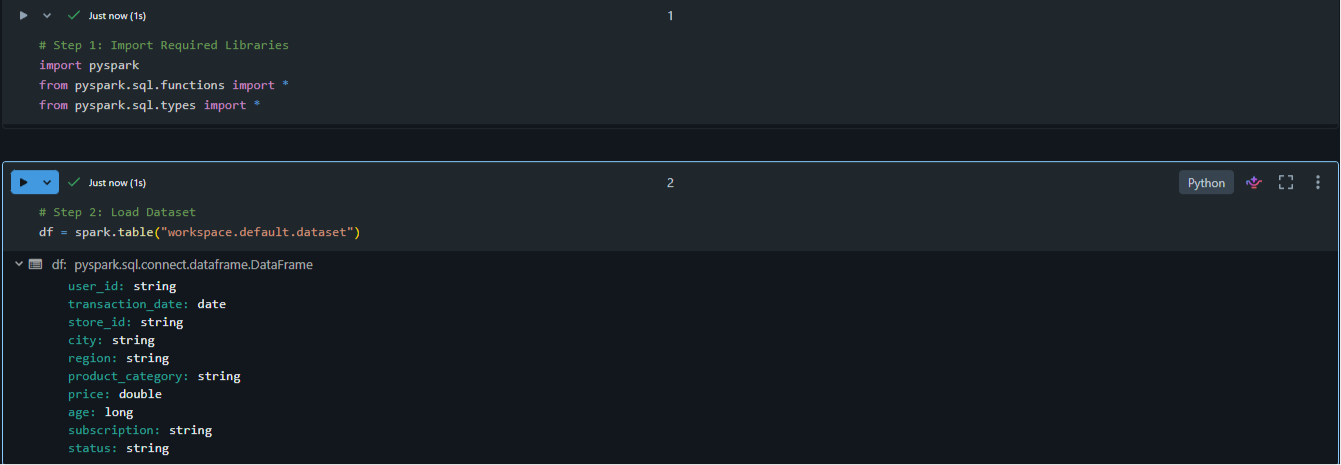 Just now (1s)
1
# Step 1: Import Required Libraries
import pyspark
from pyspark.sql.functions import *
from pyspark.sql.types import *
Just now (1s)
2
Python
# Step 2: Load Dataset
df = spark.table("workspace.default.dataset")
df: pyspark.sql.connect.dataframe.DataFrame
user_id: string
transaction_date: date
store_id: string
city: string
region: string
product_category: string
price: double
age: long
subscription: string
status: string